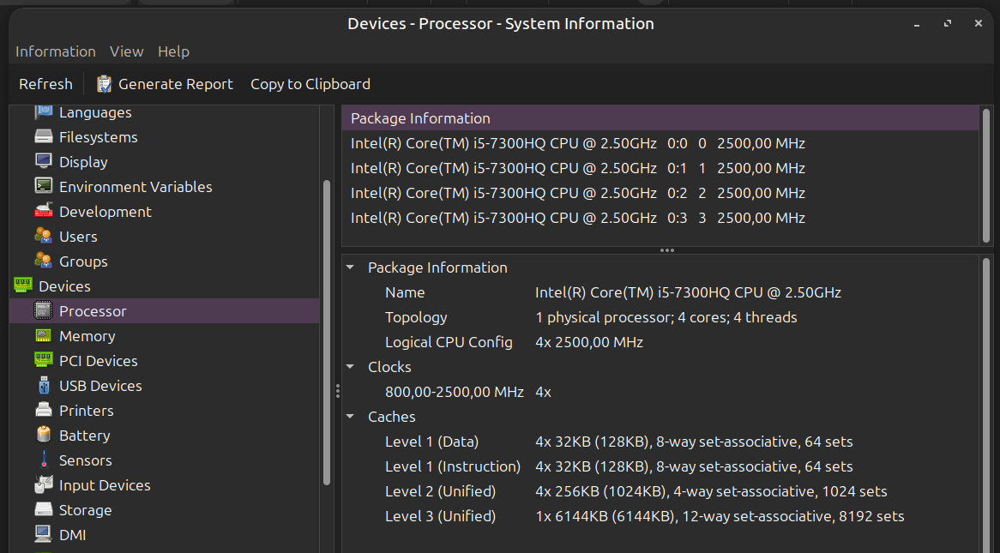 Devices - Processor - System Information
Information View Help
Refresh Generate Report Copy to Clipboard
Languages
Filesystems
Display
Environment Variables
Development
Users
Groups
Devices
Processor
Memory
PCI Devices
USB Devices
Printers
Battery
Sensors
Input Devices
Storage
DMI
Package Information
Intel(R) Core(TM) i5-7300HQ CPU @ 2.50GHz 0:0 0 2500,00 MHz
Intel(R) Core(TM) i5-7300HQ CPU @ 2.50GHz 0:1 1 2500,00 MHz
Intel(R) Core(TM) i5-7300HQ CPU @ 2.50GHz 0:2 2 2500,00 MHz
Intel(R) Core(TM) i5-7300HQ CPU @ 2.50GHz 0:3 3 2500,00 MHz
Package Information
Name Intel(R) Core(TM) i5-7300HQ CPU @ 2.50GHz
Topology 1 physical processor; 4 cores; 4 threads
Logical CPU Config 4x 2500,00 MHz
Clocks
800,00-2500,00 MHz 4x
Caches
Level 1 (Data) 4x 32KB (128KB), 8-way set-associative, 64 sets
Level 1 (Instruction) 4x 32KB (128KB), 8-way set-associative, 64 sets
Level 2 (Unified) 4x 256KB (1024KB), 4-way set-associative, 1024 sets
Level 3 (Unified) 1x 6144KB (6144KB), 12-way set-associative, 8192 sets